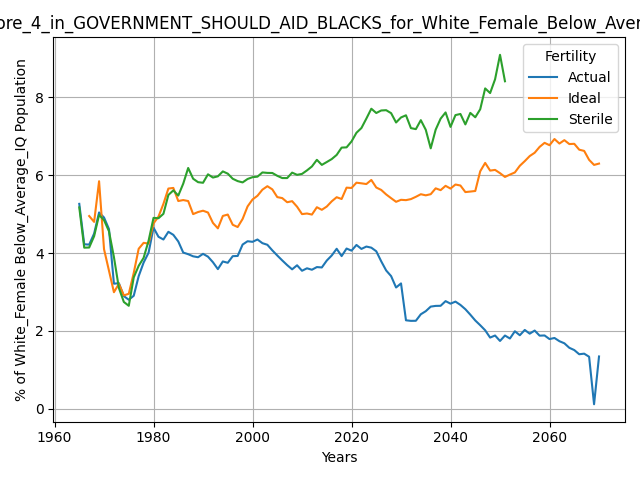 ore_4_in_GOVERNMENT_SHOULD_AID_BLACKS_for_White_Female_Below_Aver
% of White_Female Below_Average_IQ Population
8
6
4
2
0
1960 1980 2000 2020 2040 2060
Years
Fertility
Actual
Ideal
Sterile